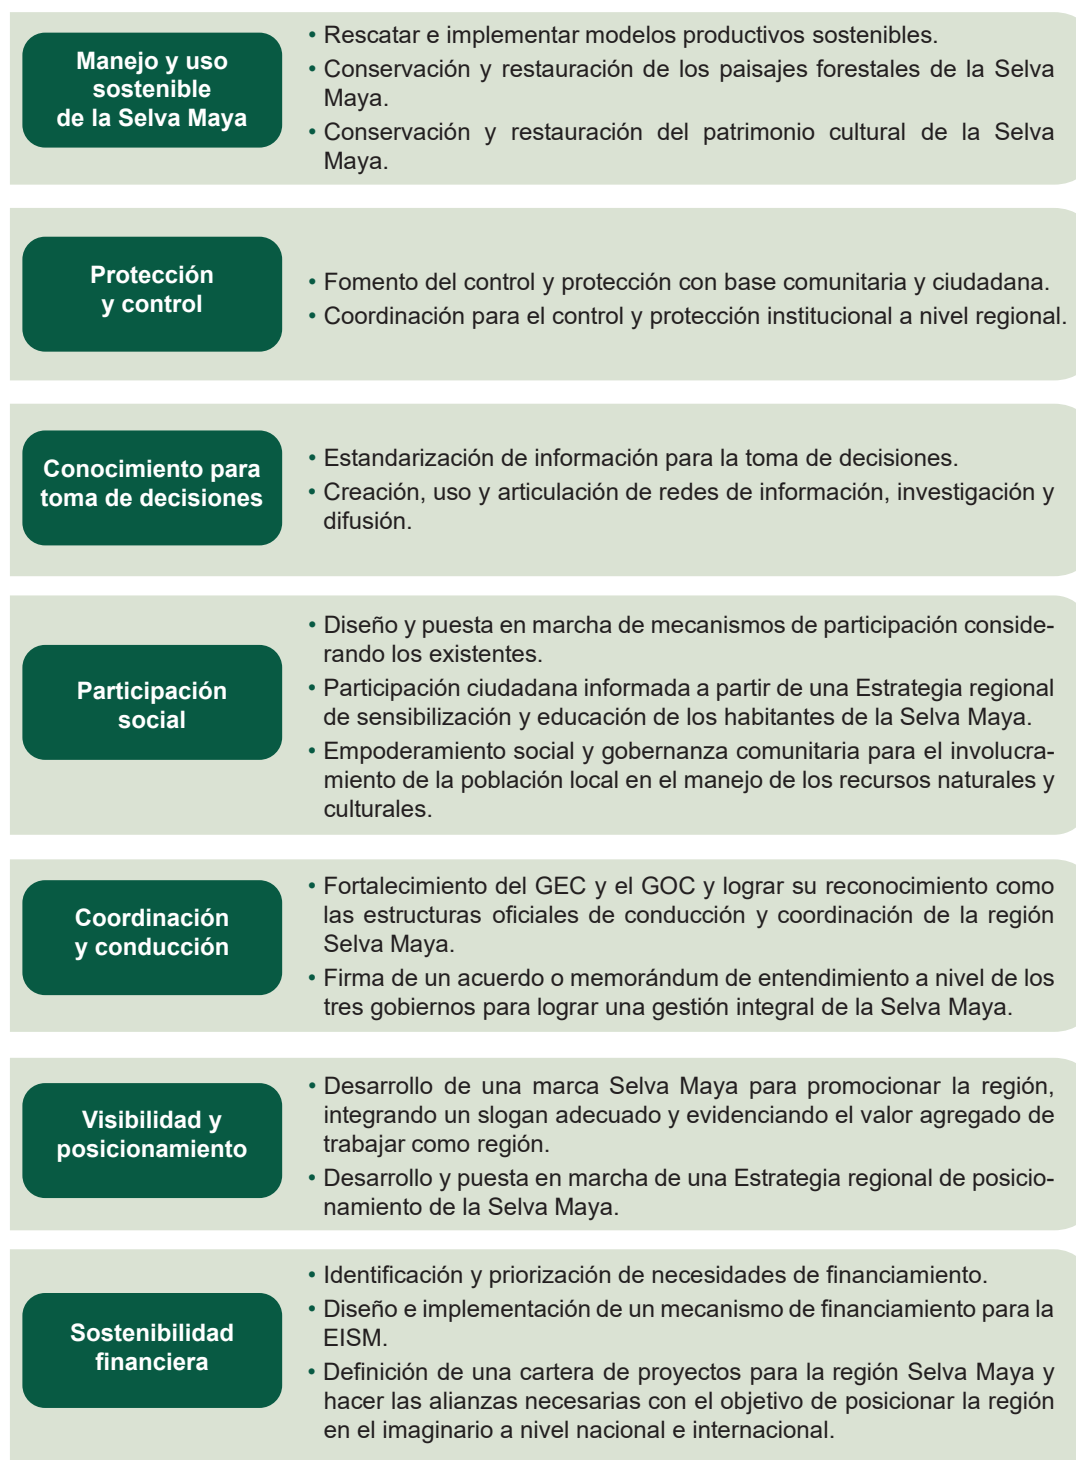 Manejo y uso
sostenible
de la Selva Maya
• Rescatar e implementar modelos productivos sostenibles.
• Conservación y restauración de los paisajes forestales de la Selva
Maya.
• Conservación y restauración del patrimonio cultural de la Selva
Maya.
Protección
y control
• Fomento del control y protección con base comunitaria y ciudadana.
• Coordinación para el control y protección institucional a nivel regional.
Conocimiento para
toma de decisiones
• Estandarización de información para la toma de decisiones.
• Creación, uso y articulación de redes de información, investigación y
difusión.
Participación
social
• Diseño y puesta en marcha de mecanismos de participación conside-
rando los existentes.
• Participación ciudadana informada a partir de una Estrategia regional
de sensibilización y educación de los habitantes de la Selva Maya.
• Empoderamiento social y gobernanza comunitaria para el involucra-
miento de la población local en el manejo de los recursos naturales y
culturales.
Coordinación
y conducción
• Fortalecimiento del GEC y el GOC y lograr su reconocimiento como
las estructuras oficiales de conducción y coordinación de la región
Selva Maya.
• Firma de un acuerdo o memorándum de entendimiento a nivel de los
tres gobiernos para lograr una gestión integral de la Selva Maya.
Visibilidad y
posicionamiento
• Desarrollo de una marca Selva Maya para promocionar la región,
integrando un slogan adecuado y evidenciando el valor agregado de
trabajar como región.
• Desarrollo y puesta en marcha de una Estrategia regional de posicio-
namiento de la Selva Maya.
Sostenibilidad
financiera
• Identificación y priorización de necesidades de financiamiento.
• Diseño e implementación de un mecanismo de financiamiento para la
EISM.
• Definición de una cartera de proyectos para la región Selva Maya y
hacer las alianzas necesarias con el objetivo de posicionar la región
en el imaginario a nivel nacional e internacional.